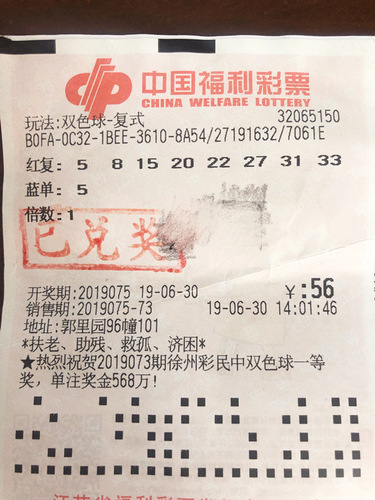 中国福利彩票
CHINA WELFARE LOTTERY
玩法:双色球-复式 32065150
B0FA-0C32-1BEE-3610-8A54/27191632/7061E
红复: 5 8 15 20 22 27 31 33
蓝单: 5
倍数:1
已兑奖
开奖期:2019075 19-06-30 ¥:56
销售期:2019075-73 19-06-30 14:01:46
地址:郭里园96幢101
*扶老、助残、救孤、济困*
★热烈祝贺2019073期徐州彩民中双色球一等
奖，单注奖金568万!